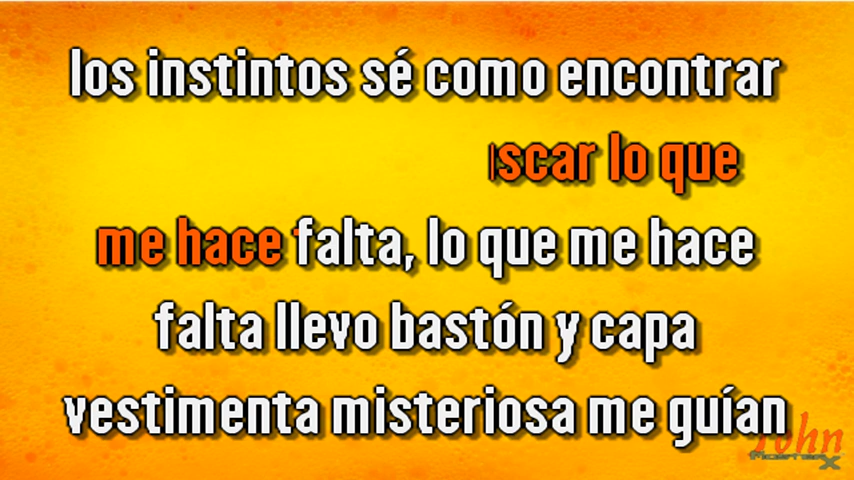 los instintos sé como encontrar
lo que
me hace falta, lo que me hace
falta llevo bastón y capa
vestimenta misteriosa me guían
John